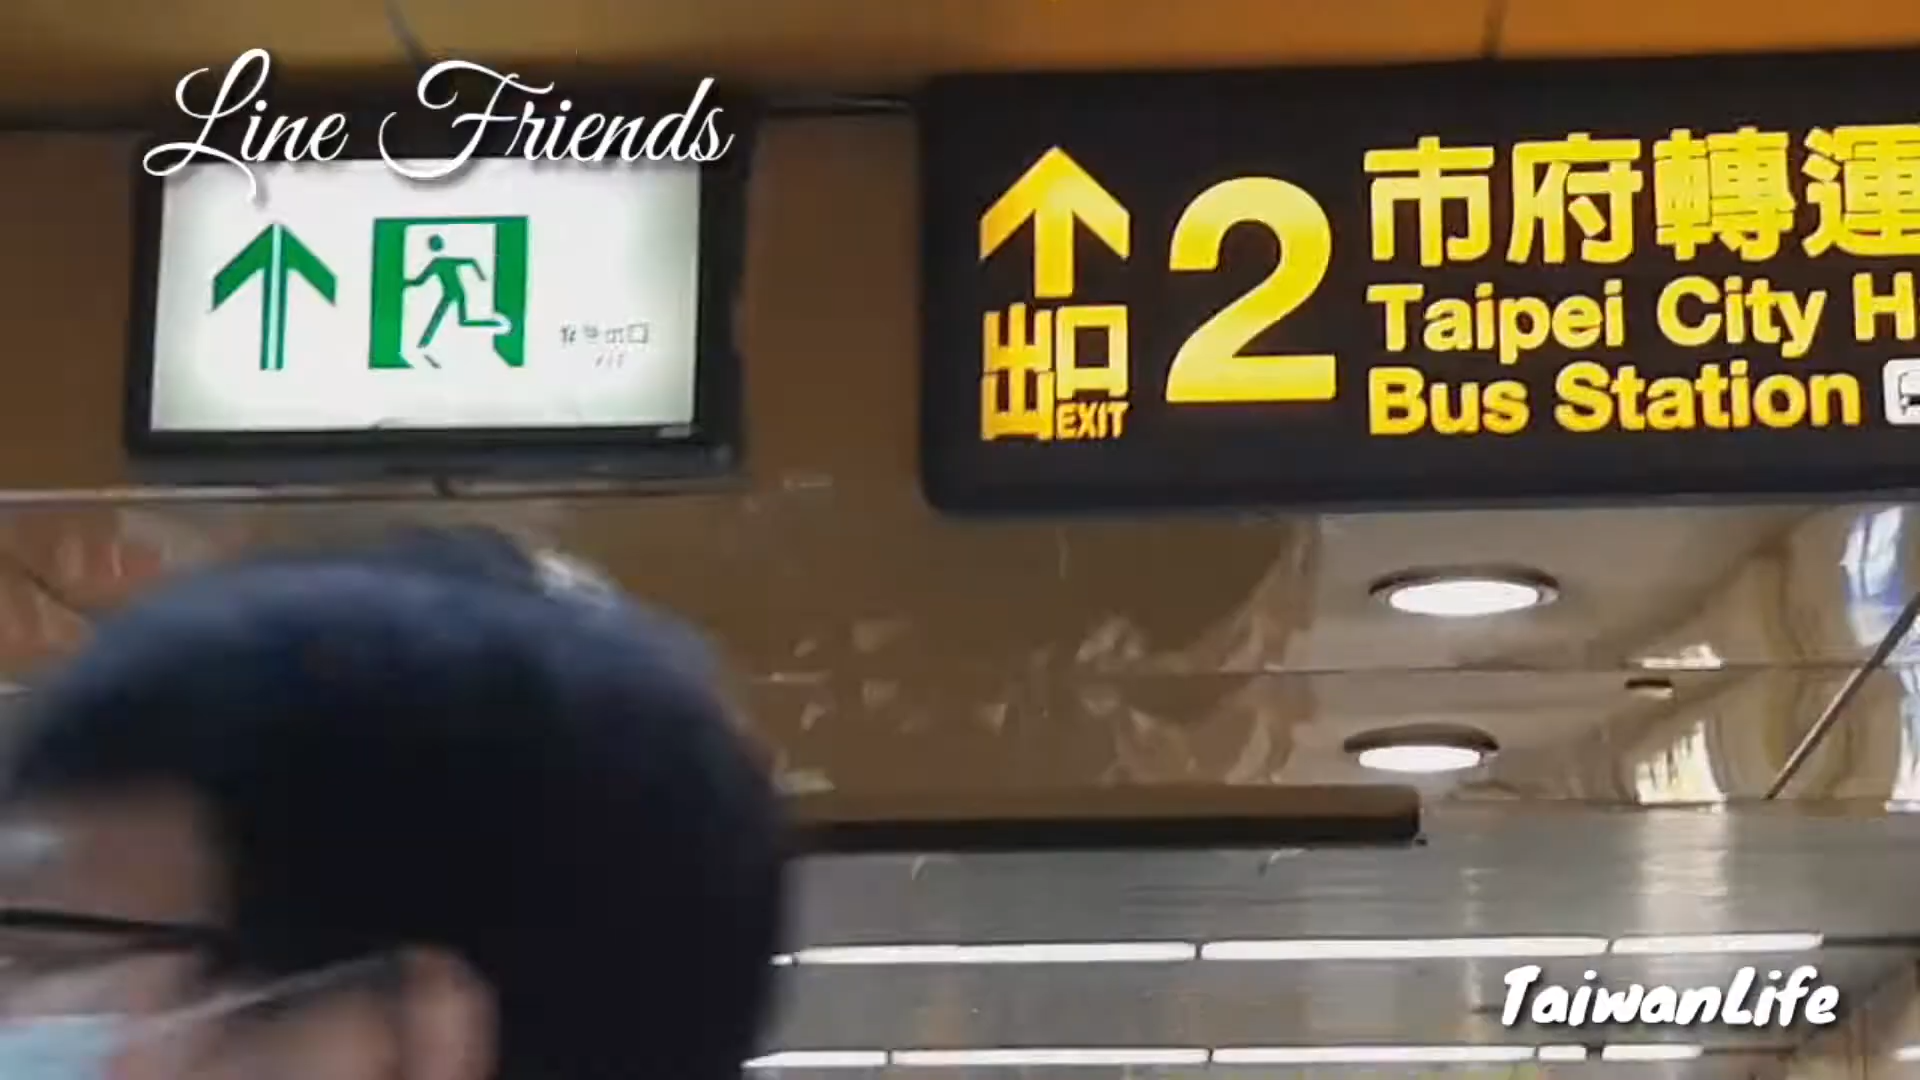 Line Friends
出口
EXIT
2
市府轉運
Taipei City H
Bus Station
TaiwanLife